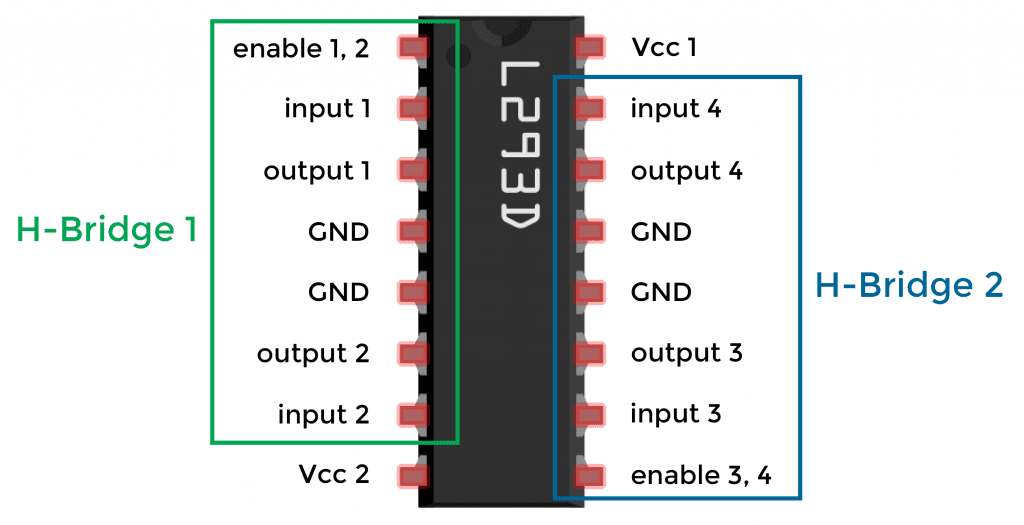 enable 1, 2
input 1
output 1
GND
GND
output 2
input 2
Vcc 2
H-Bridge 1
L293D
Vcc 1
input 4
output 4
GND
GND
output 3
input 3
enable 3, 4
H-Bridge 2